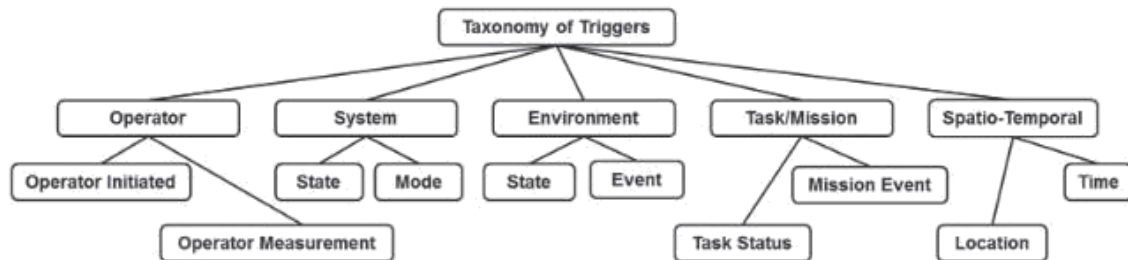 Taxonomy of Triggers
Operator
System
Environment
Task/Mission
Spatio-Temporal
Operator Initiated
State
Mode
State
Event
Mission Event
Time
Operator Measurement
Task Status
Location